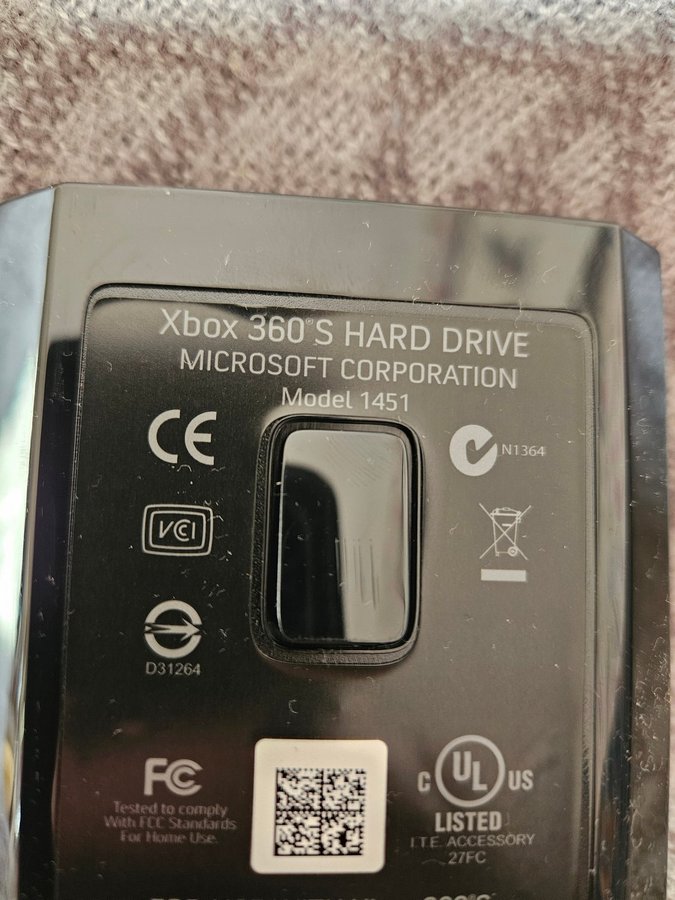 Xbox 360®S HARD DRIVE
MICROSOFT CORPORATION
Model 1451
CE
N1364
VCI
D31264
FC
Tested to comply
With FCC Standards
For Home Use
C UL US
LISTED
I.T.E. ACCESSORY
27FC